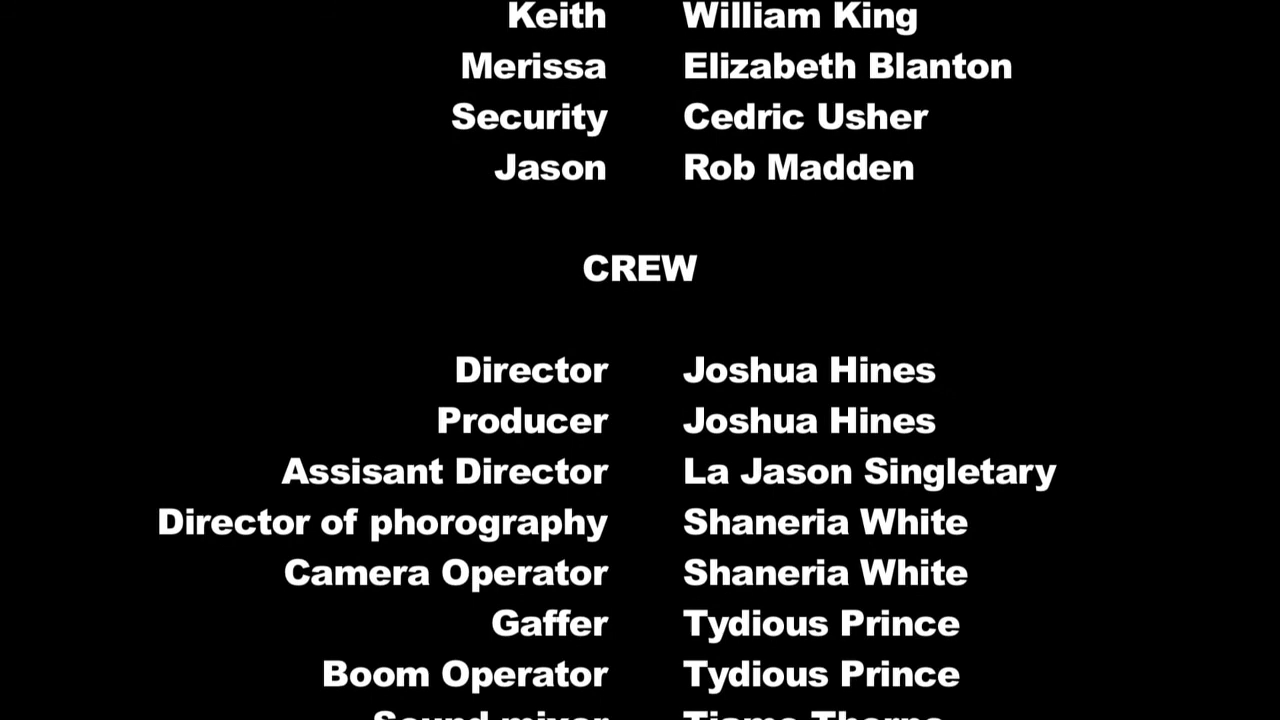 Keith William King
Merissa Elizabeth Blanton
Security Cedric Usher
Jason Rob Madden
CREW
Director Joshua Hines
Producer Joshua Hines
Assisant Director La Jason Singletary
Director of phorography Shaneria White
Camera Operator Shaneria White
Gaffer Tydious Prince
Boom Operator Tydious Prince
Sound mixer